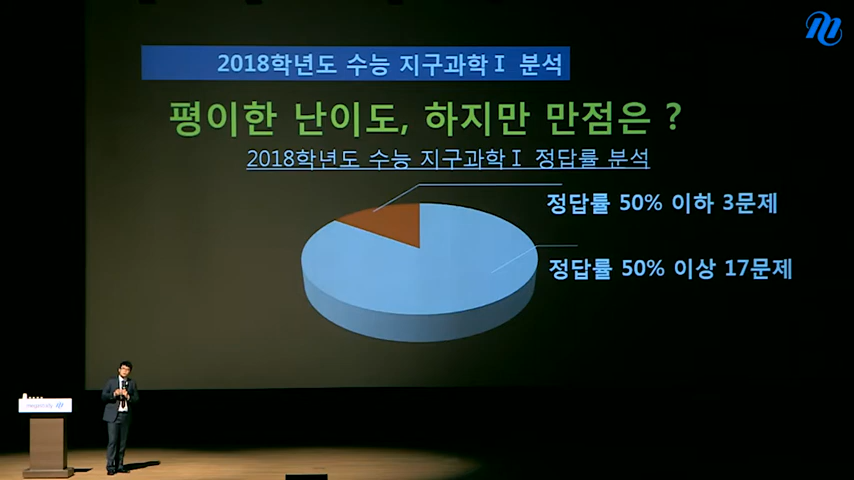 2018학년도 수능 지구과학Ⅰ 분석
평이한 난이도, 하지만 만점은 ?
2018학년도 수능 지구과학Ⅰ 정답률 분석
정답률 50% 이하 3문제
정답률 50% 이상 17문제